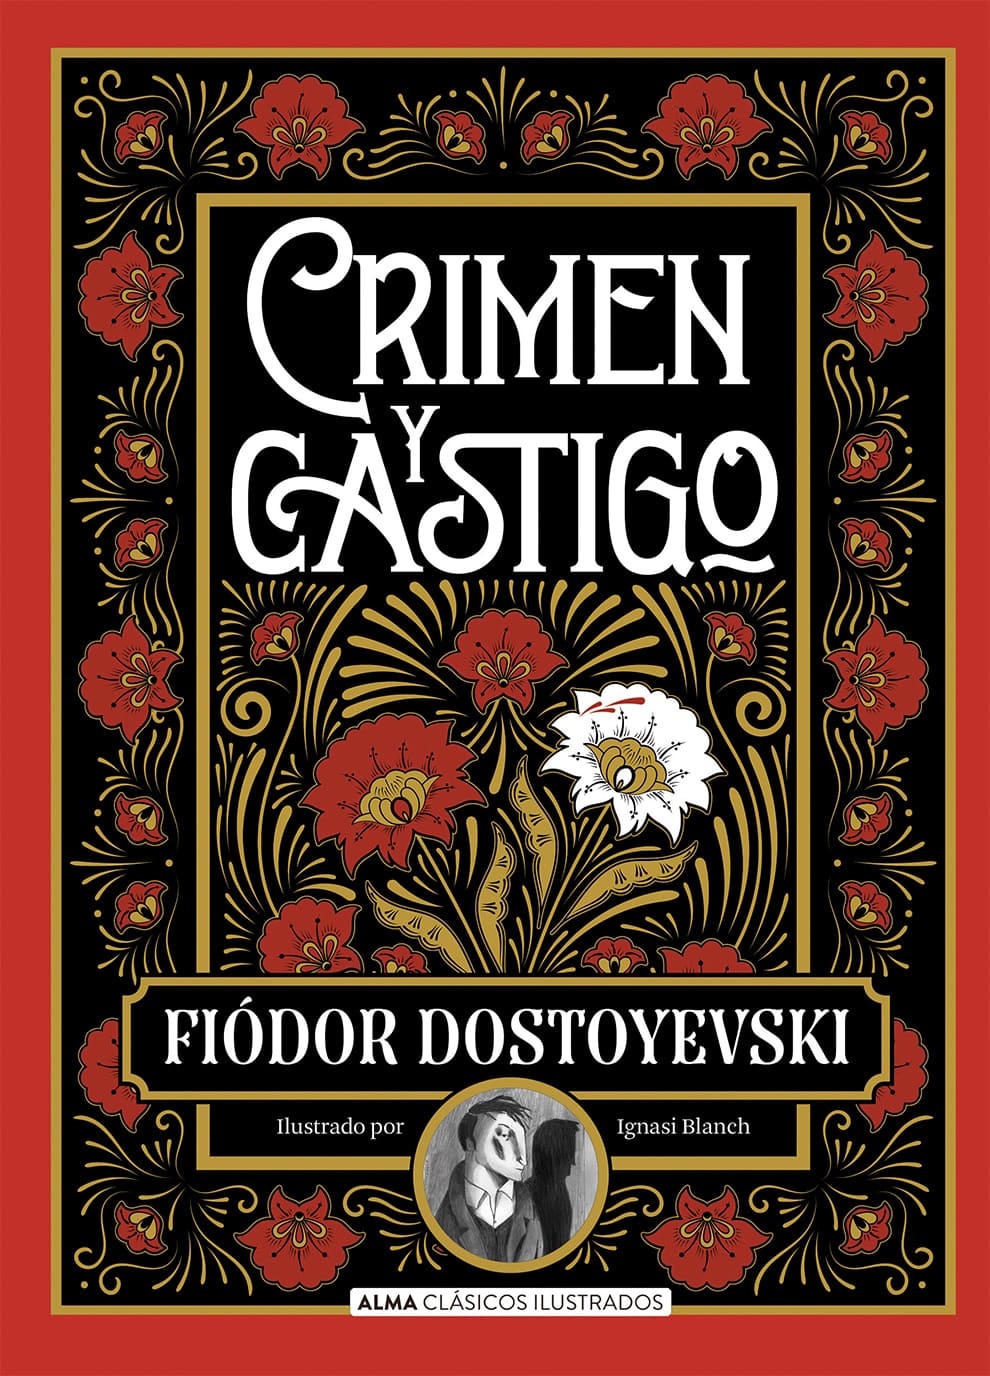 CRIMEN
Y
CASTIGO
FIÓDOR DOSTOYEVSKI
Ilustrado por
Ignasi Blanch
ALMA CLÁSICOS ILUSTRADOS